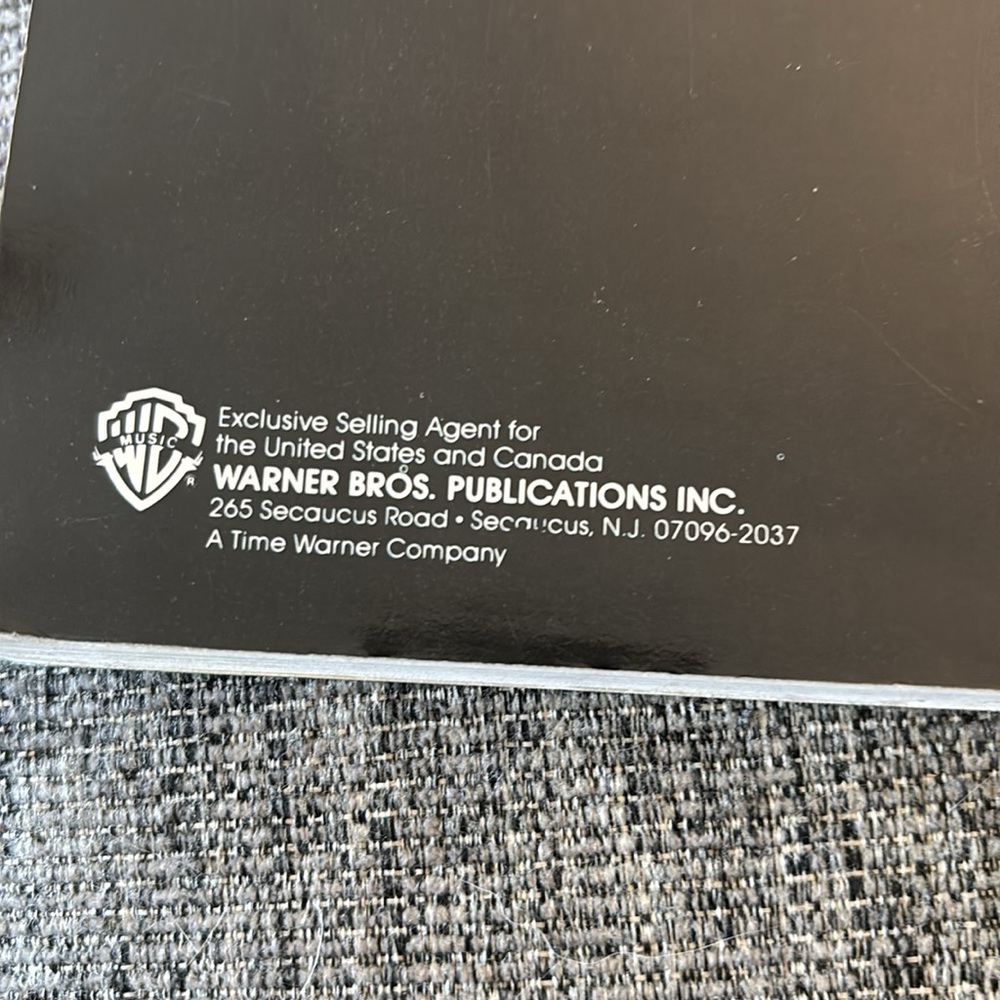 WB
MUSIC
®
Exclusive Selling Agent for
the United States and Canada
WARNER BROS. PUBLICATIONS INC.
265 Secaucus Road • Secaucus, N.J. 07096-2037
A Time Warner Company